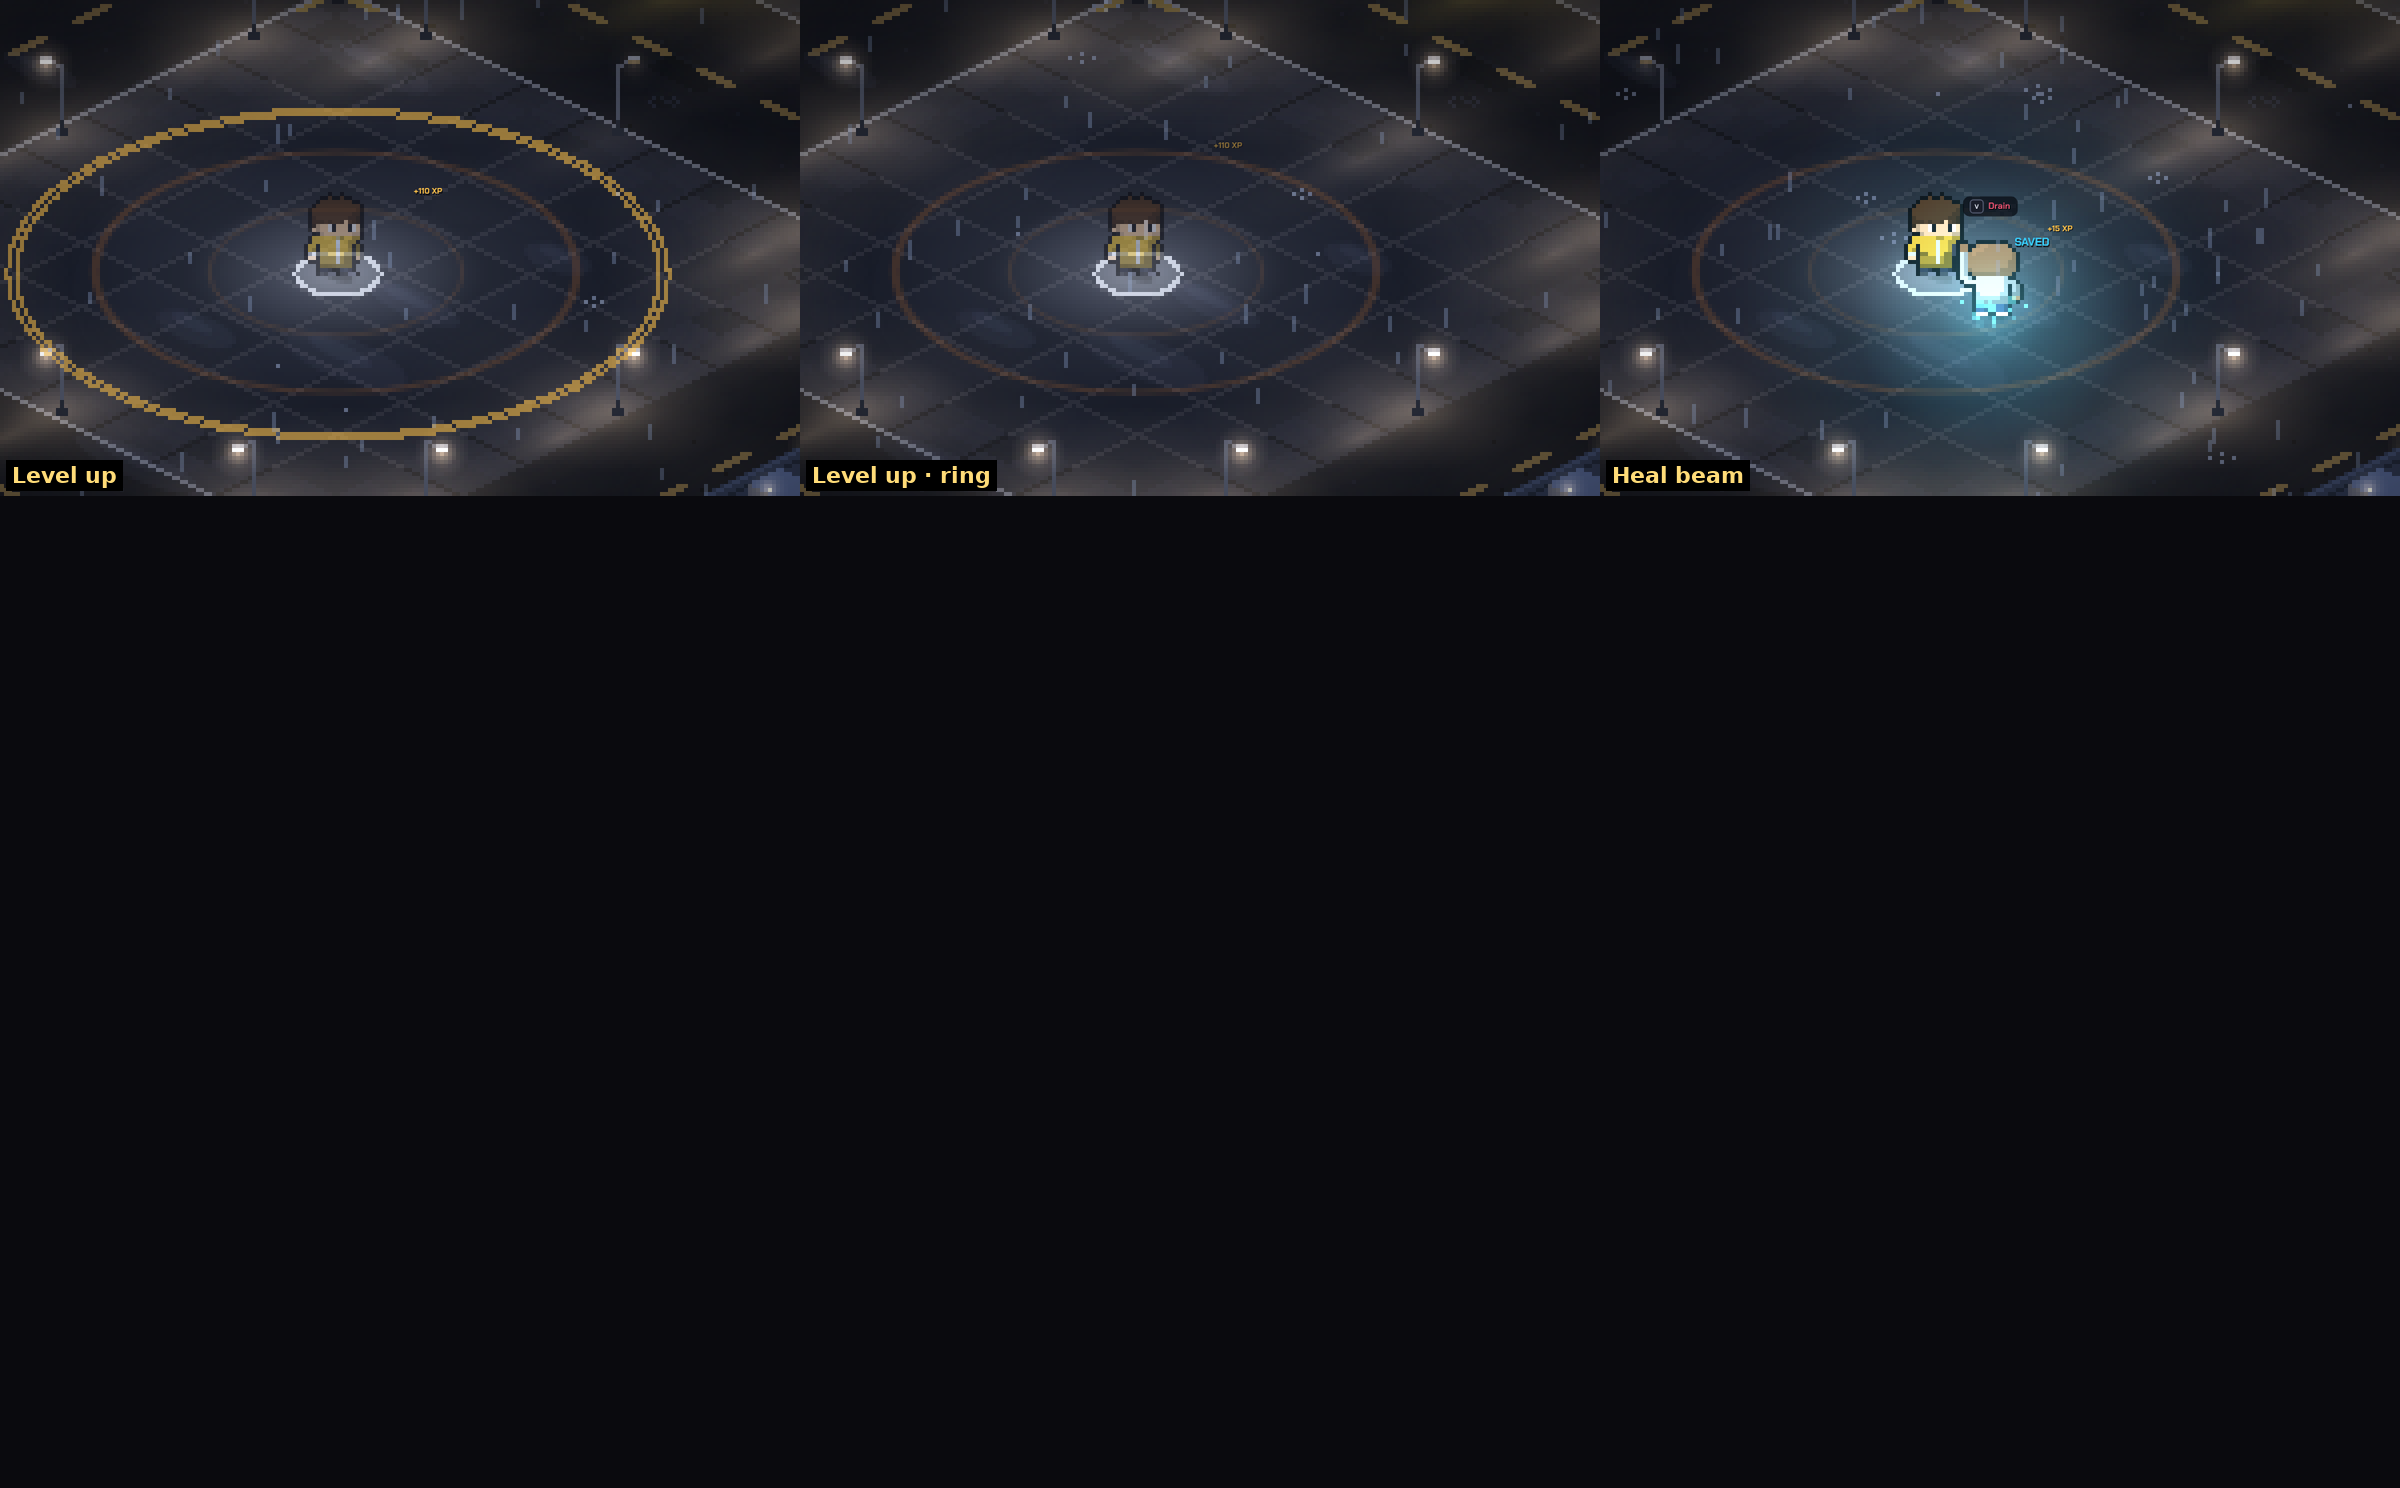 +110 XP
Level up
+110 XP
Level up · ring
v Drain
+15 XP
SAVED
Heal beam